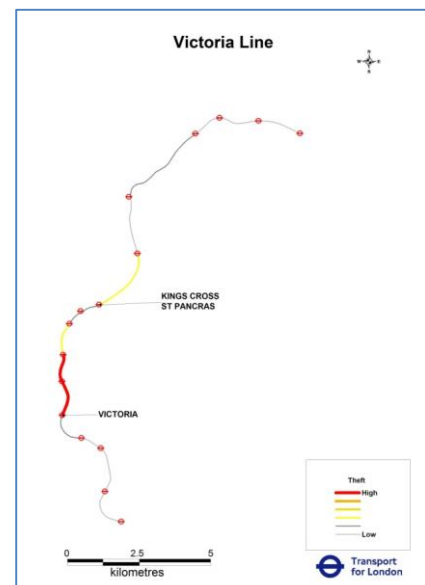 Victoria Line
N
W E
S
KINGS CROSS
ST PANCRAS
VICTORIA
Theft
High
Low
0 2.5 5
kilometres
Transport
for London